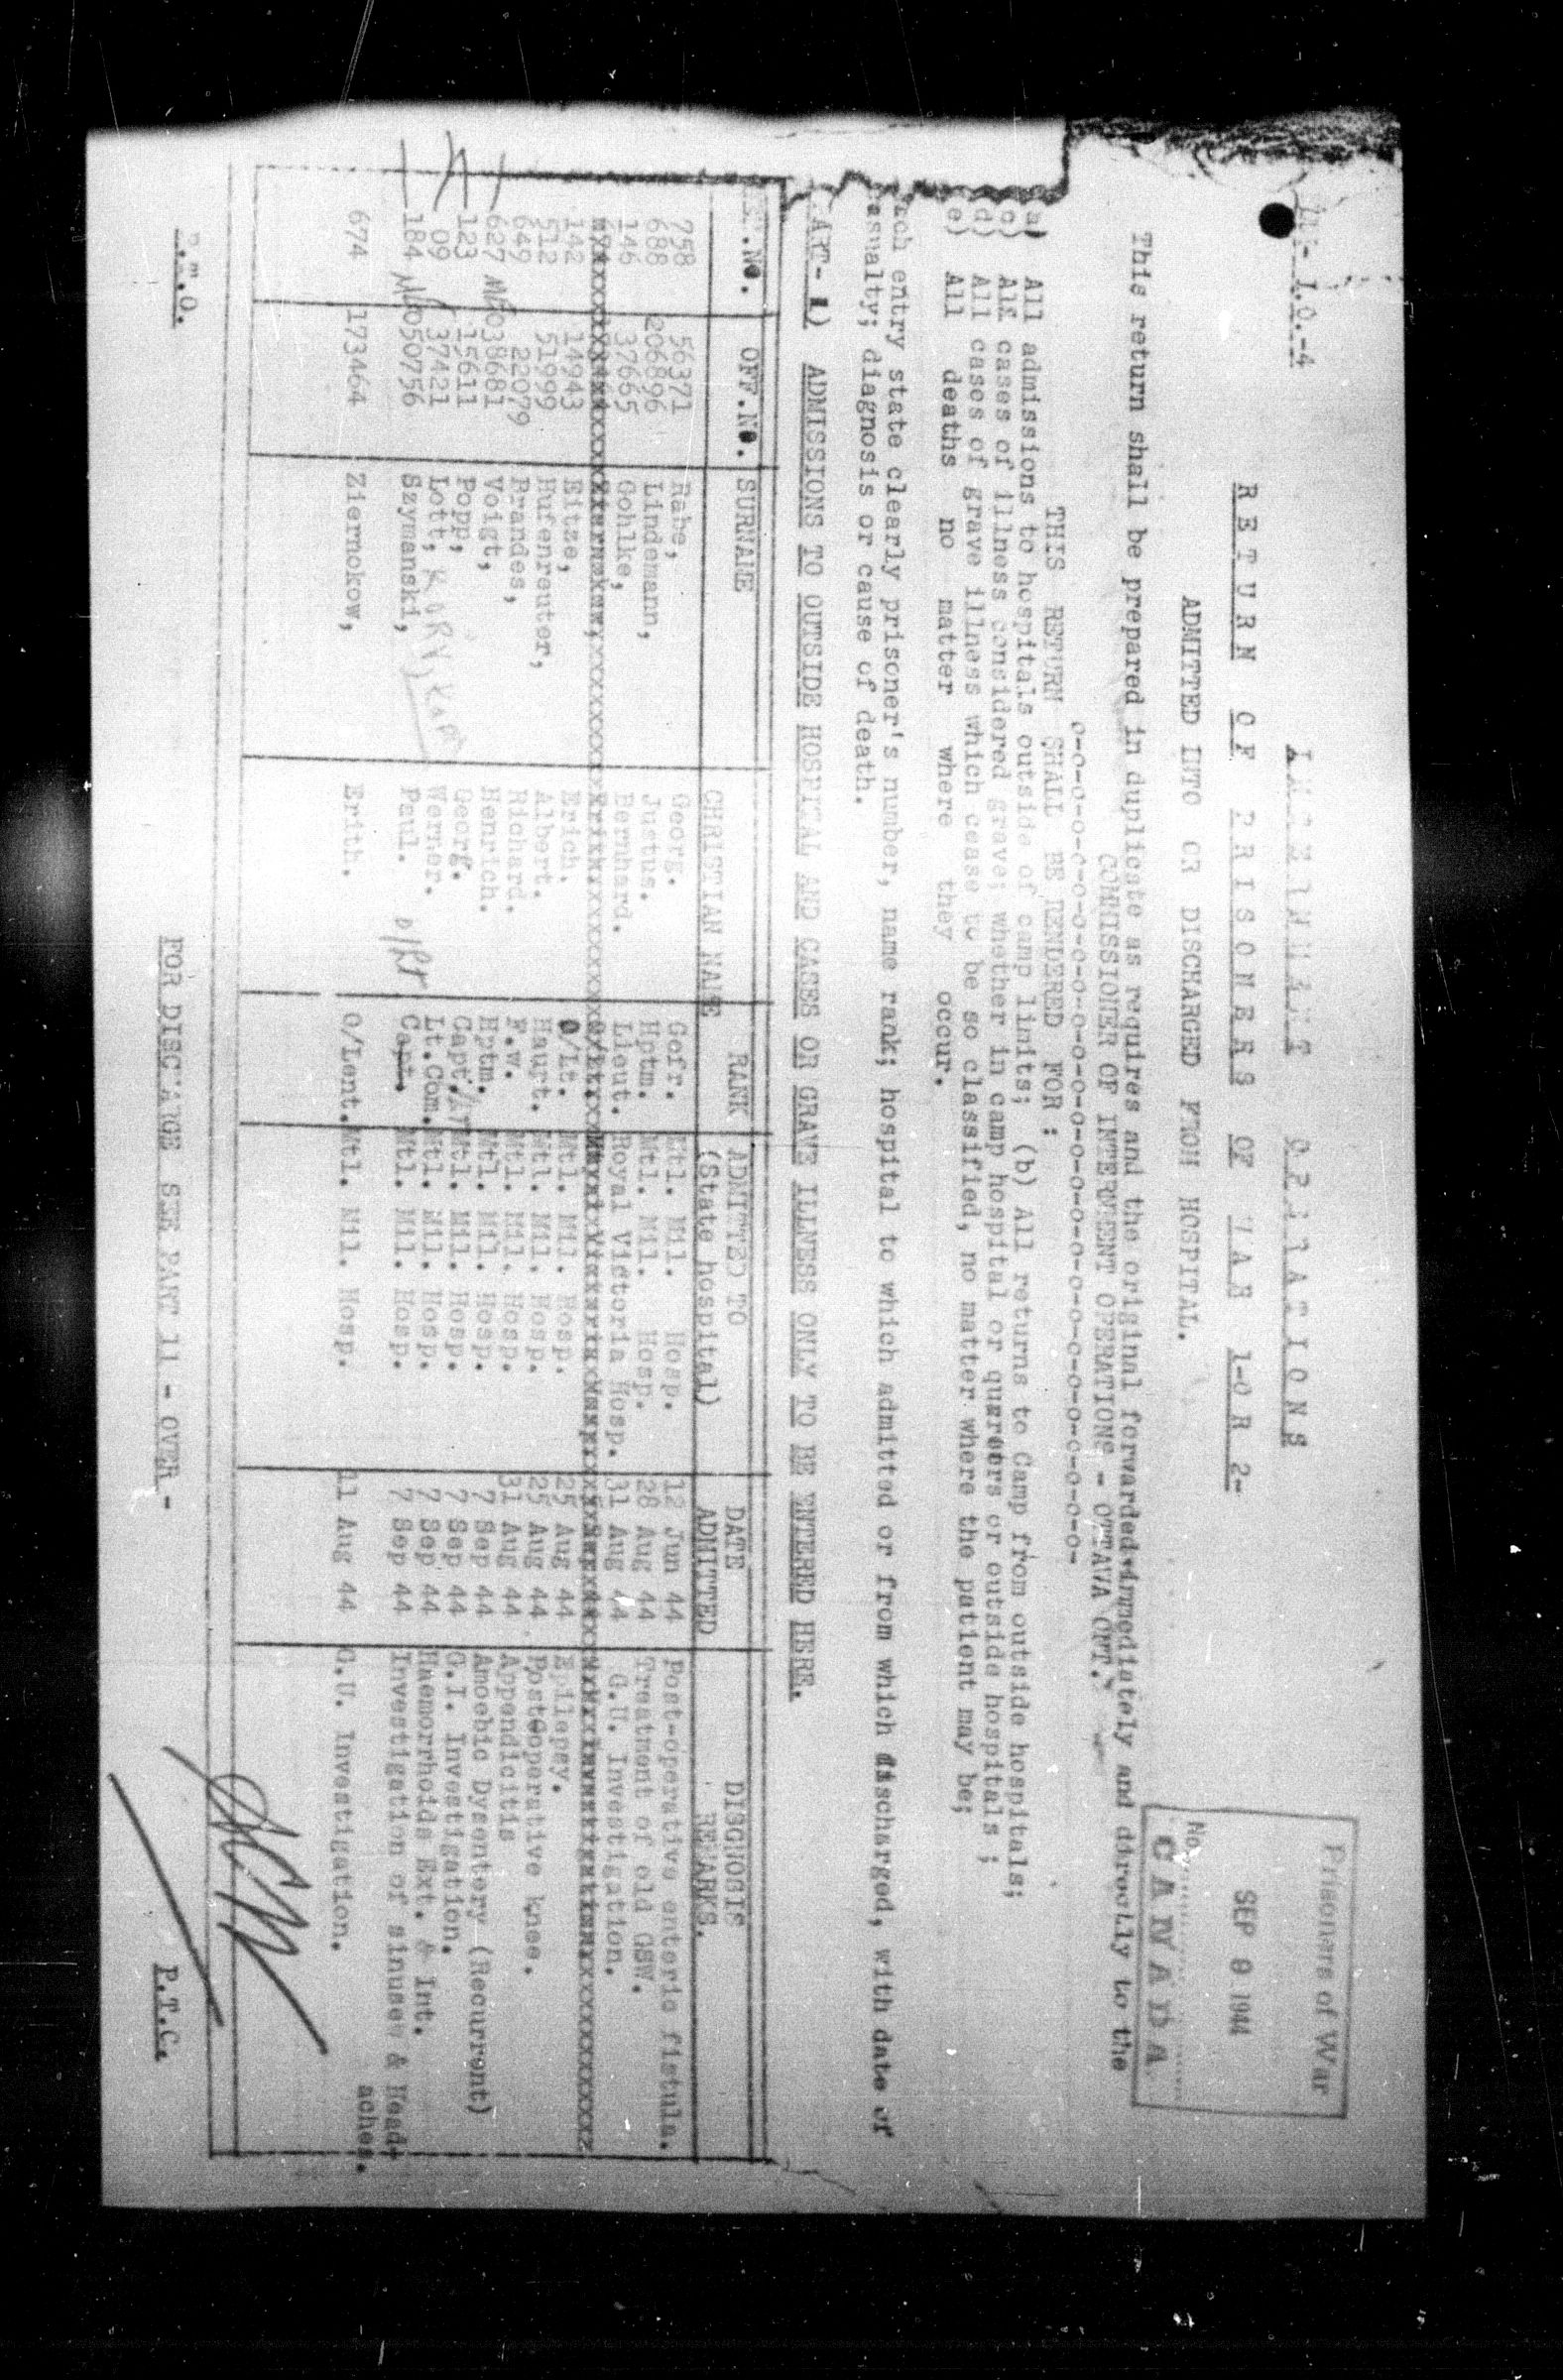 I.O.-4
INTERNMENT OPERATIONS
RETURN OF PRISONERS OF WAR 1-OR 2-
ADMITTED INTO OR DISCHARGED FROM HOSPITAL.
Prisoners of War
SEP 8 1944
No.
CANADA
This return shall be prepared in duplicate as requires and the original forwarded immediately and directly to the
COMMISSIONER OF INTERNMENT OPERATIONS - OTTAWA ONT.
o-o-o-o-o-o-o-o-o-o-o-o-o-o-o-o-o-o-o-o-o-o-o-o-o-
THIS RETURN SHALL BE RENDERED FOR :
a) All admissions to hospitals outside of camp limits; (b) All returns to Camp from outside hospitals;
c) All cases of illness considered grave; whether in camp hospital or quarters or outside hospitals ;
d) All cases of grave illness which cease to be so classified, no matter where the patient may be;
e) All deaths no matter where they occur.
ach entry state clearly prisoner's number, name rank; hospital to which admitted or from which discharged, with date of
casualty; diagnosis or cause of death.
ART- 1) ADMISSIONS TO OUTSIDE HOSPITAL AND CASES OR GRAVE ILLNESS ONLY TO BE ENTERED HERE.
.No. OFF.No. SURNAME CHRISTIAN NAME RANK ADMITTED TO (State hospital) DATE ADMITTED DISGNOSIS REMARKS.
758 56371 Rabe, Georg. Gefr. Mtl. Mil. Hosp. 12 Jun 44 Post-operative enteric fistula.
688 206896 Lindemann, Justus. Hptm. Mtl. Mil. Hosp. 28 Aug 44 Treatment of old GSW.
146 37665 Gohlke, Bernhard. Lieut. Royal Victoria Hosp. 31 Aug 44 G.U. Investigation.
142 14943 Eitze, Erich. O/Lt. Mtl. Mil. Hosp. 25 Aug 44 Epilepsy.
512 51999 Hufenreuter, Albert. Haupt. Mtl. Mil. Hosp. 25 Aug 44 Postoperative knee.
649 22079 Brandes, Richard. F.w. Mtl. Mil. Hosp. 31 Aug 44 Appendicitis
627 ME038681 Voigt, Henrich. Hptm. Mtl. Mil. Hosp. 7 Sep 44 Amoebic Dysentery (Recurrent)
123 15611 Popp, Georg. Capt. Mtl. Mil. Hosp. 7 Sep 44 G.I. Investigation.
09 37421 Lott, Werner. Lt.Com. Mtl. Mil. Hosp. 7 Sep 44 Haemorrhoids Ext. & Int.
184 050756 Szymanski, Paul. Capt. Mtl. Mil. Hosp. 7 Sep 44 Investigation of sinuses & Head-
aches.
674 173464 Ziernokow, Erith. O/Lent. Mtl. Mil. Hosp. 11 Aug 44 G.U. Investigation.
FOR DISCHARGE SEE PART 11 - OVER -
P.T.O.